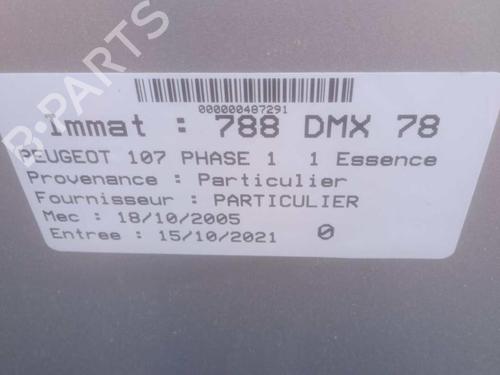 000000487291
Immat : 788 DMX 78
PEUGEOT 107 PHASE 1 1 Essence
Provenance : Particulier
Fournisseur : PARTICULIER
Mec : 18/10/2005
Entree : 15/10/2021 0
B-PARTS